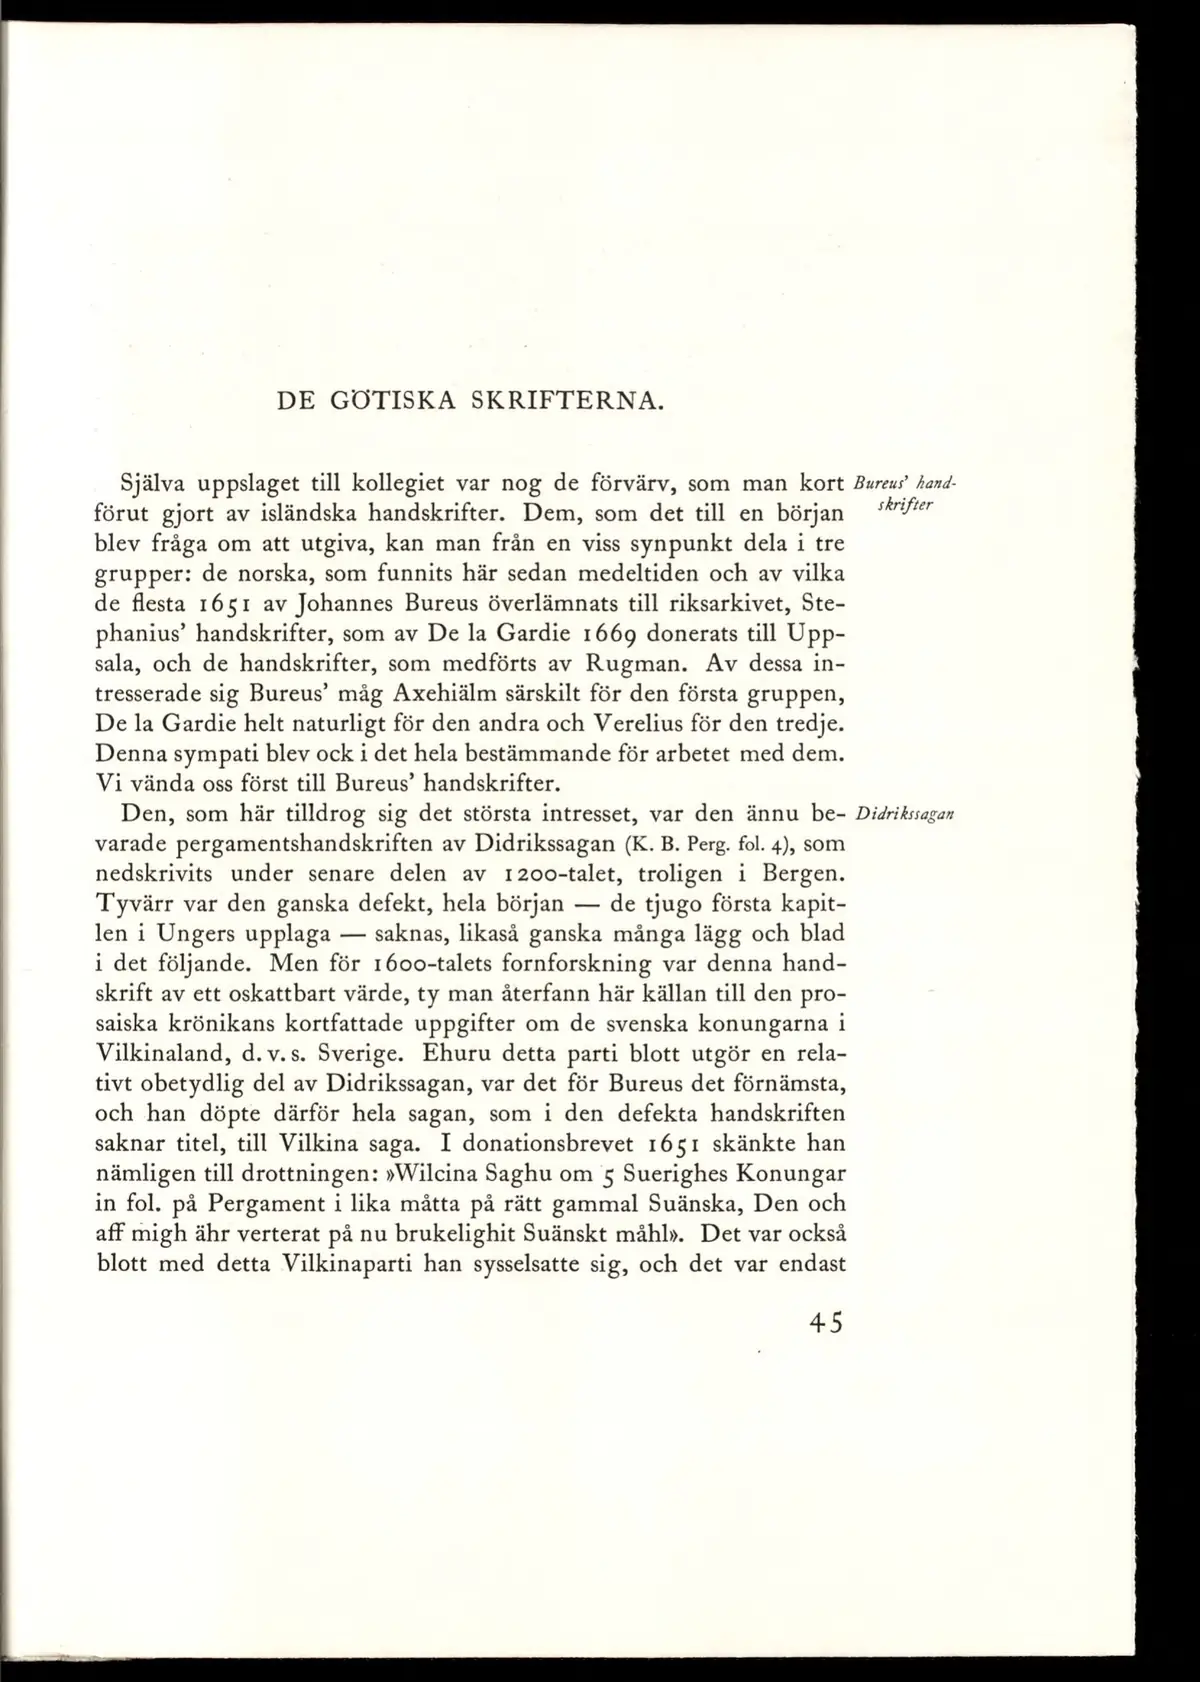 DE GÖTISKA SKRIFTERNA.
Själva uppslaget till kollegiet var nog de förvärv, som man kort
Bureus’ hand-
skrifter
förut gjort av isländska handskrifter. Dem, som det till en början
blev fråga om att utgiva, kan man från en viss synpunkt dela i tre
grupper: de norska, som funnits här sedan medeltiden och av vilka
de flesta 1651 av Johannes Bureus överlämnats till riksarkivet, Ste-
phanius’ handskrifter, som av De la Gardie 1669 donerats till Upp-
sala, och de handskrifter, som medförts av Rugman. Av dessa in-
tresserade sig Bureus’ måg Axehiälm särskilt för den första gruppen,
De la Gardie helt naturligt för den andra och Verelius för den tredje.
Denna sympati blev ock i det hela bestämmande för arbetet med dem.
Vi vända oss först till Bureus’ handskrifter.
Den, som här tilldrog sig det största intresset, var den ännu be-
Didrikssagan
varade pergamentshandskriften av Didrikssagan (K. B. Perg. fol. 4), som
nedskrivits under senare delen av 1200-talet, troligen i Bergen.
Tyvärr var den ganska defekt, hela början — de tjugo första kapit-
len i Ungers upplaga — saknas, likaså ganska många lägg och blad
i det följande. Men för 1600-talets fornforskning var denna hand-
skrift av ett oskattbart värde, ty man återfann här källan till den pro-
saiska krönikans kortfattade uppgifter om de svenska konungarna i
Vilkinaland, d. v. s. Sverige. Ehuru detta parti blott utgör en rela-
tivt obetydlig del av Didrikssagan, var det för Bureus det förnämsta,
och han döpte därför hela sagan, som i den defekta handskriften
saknar titel, till Vilkina saga. I donationsbrevet 1651 skänkte han
nämligen till drottningen: »Wilcina Saghu om 5 Suerighes Konungar
in fol. på Pergament i lika måtta på rätt gammal Suänska, Den och
aff migh ähr verterat på nu brukelighit Suänskt måhl». Det var också
blott med detta Vilkinaparti han sysselsatte sig, och det var endast
45